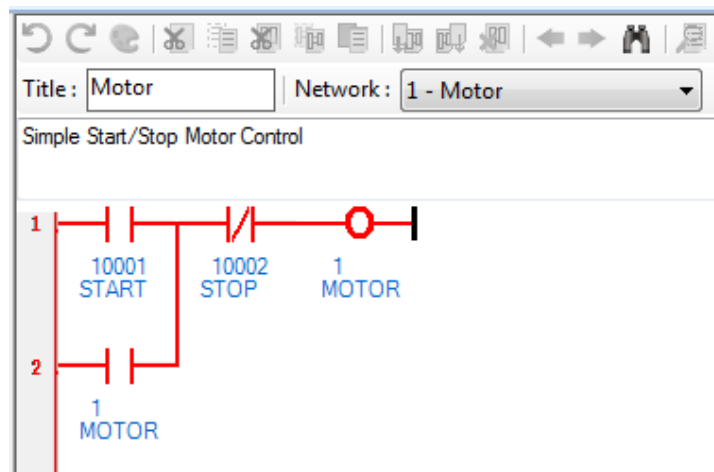 Title: Motor Network: 1 - Motor
Simple Start/Stop Motor Control
1
10001 10002 1
START STOP MOTOR
2
1
MOTOR